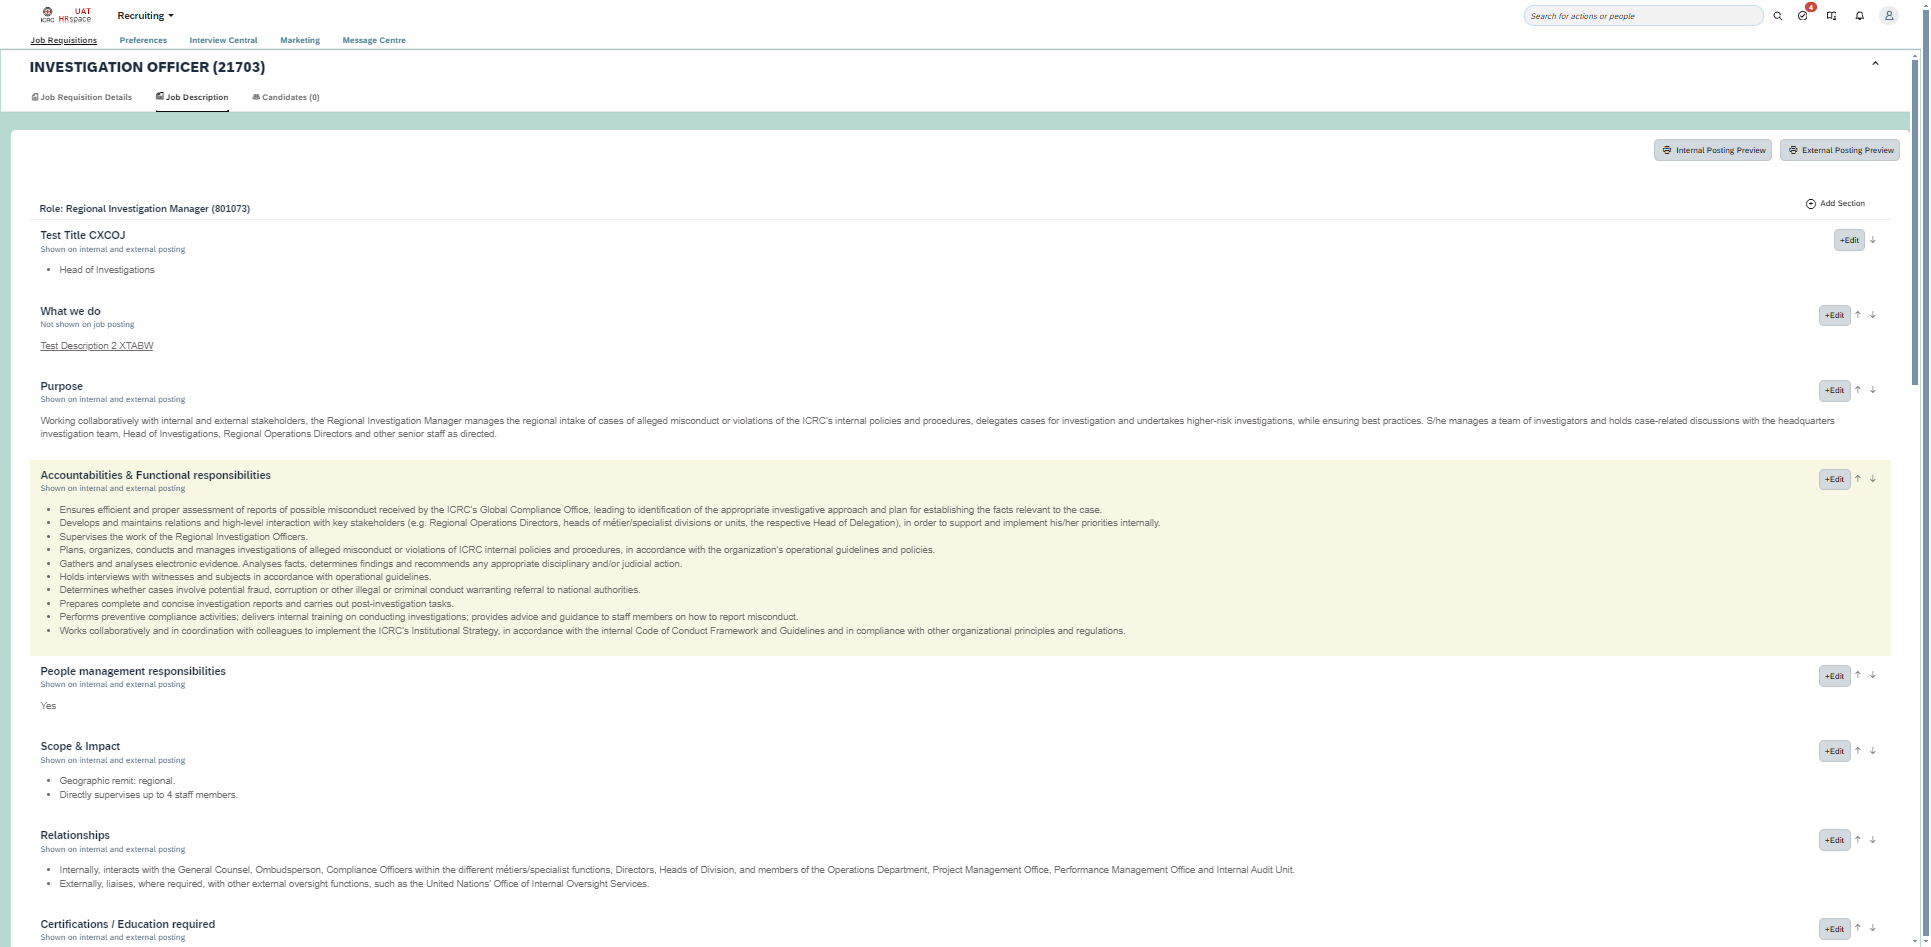 ICRC UAT HRspace Recruiting Search for actions or people 4
Job Requisitions Preferences Interview Central Marketing Message Centre
INVESTIGATION OFFICER (21703)
Job Requisition Details Job Description Candidates (0)
Internal Posting Preview External Posting Preview
Role: Regional Investigation Manager (801073) Add Section
Test Title CXCOJ
Shown on internal and external posting
+Edit
• Head of Investigations
What we do
Not shown on job posting
+Edit
Test Description 2 XTABW
Purpose
Shown on internal and external posting
+Edit
Working collaboratively with internal and external stakeholders, the Regional Investigation Manager manages the regional intake of cases of alleged misconduct or violations of the ICRC's internal policies and procedures, delegates cases for investigation and undertakes higher-risk investigations, while ensuring best practices. S/he manages a team of investigators and holds case-related discussions with the headquarters
investigation team, Head of Investigations, Regional Operations Directors and other senior staff as directed.
Accountabilities & Functional responsibilities
Shown on internal and external posting
+Edit
• Ensures efficient and proper assessment of reports of possible misconduct received by the ICRC's Global Compliance Office, leading to identification of the appropriate investigative approach and plan for establishing the facts relevant to the case.
• Develops and maintains relations and high-level interaction with key stakeholders (e.g. Regional Operations Directors, heads of métier/specialist divisions or units, the respective Head of Delegation), in order to support and implement his/her priorities internally.
• Supervises the work of the Regional Investigation Officers.
• Plans, organizes, conducts and manages investigations of alleged misconduct or violations of ICRC internal policies and procedures, in accordance with the organization's operational guidelines and policies.
• Gathers and analyses electronic evidence. Analyses facts, determines findings and recommends any appropriate disciplinary and/or judicial action.
• Holds interviews with witnesses and subjects in accordance with operational guidelines.
• Determines whether cases involve potential fraud, corruption or other illegal or criminal conduct warranting referral to national authorities.
• Prepares complete and concise investigation reports and carries out post-investigation tasks.
• Performs preventive compliance activities; delivers internal training on conducting investigations; provides advice and guidance to staff members on how to report misconduct.
• Works collaboratively and in coordination with colleagues to implement the ICRC's Institutional Strategy, in accordance with the internal Code of Conduct Framework and Guidelines and in compliance with other organizational principles and regulations.
People management responsibilities
Shown on internal and external posting
+Edit
Yes
Scope & Impact
Shown on internal and external posting
+Edit
• Geographic remit: regional.
• Directly supervises up to 4 staff members.
Relationships
Shown on internal and external posting
+Edit
• Internally, interacts with the General Counsel, Ombudsperson, Compliance Officers within the different métiers/specialist functions, Directors, Heads of Division, and members of the Operations Department, Project Management Office, Performance Management Office and Internal Audit Unit.
• Externally, liaises, where required, with other external oversight functions, such as the United Nations' Office of Internal Oversight Services.
Certifications / Education required
Shown on internal and external posting
+Edit